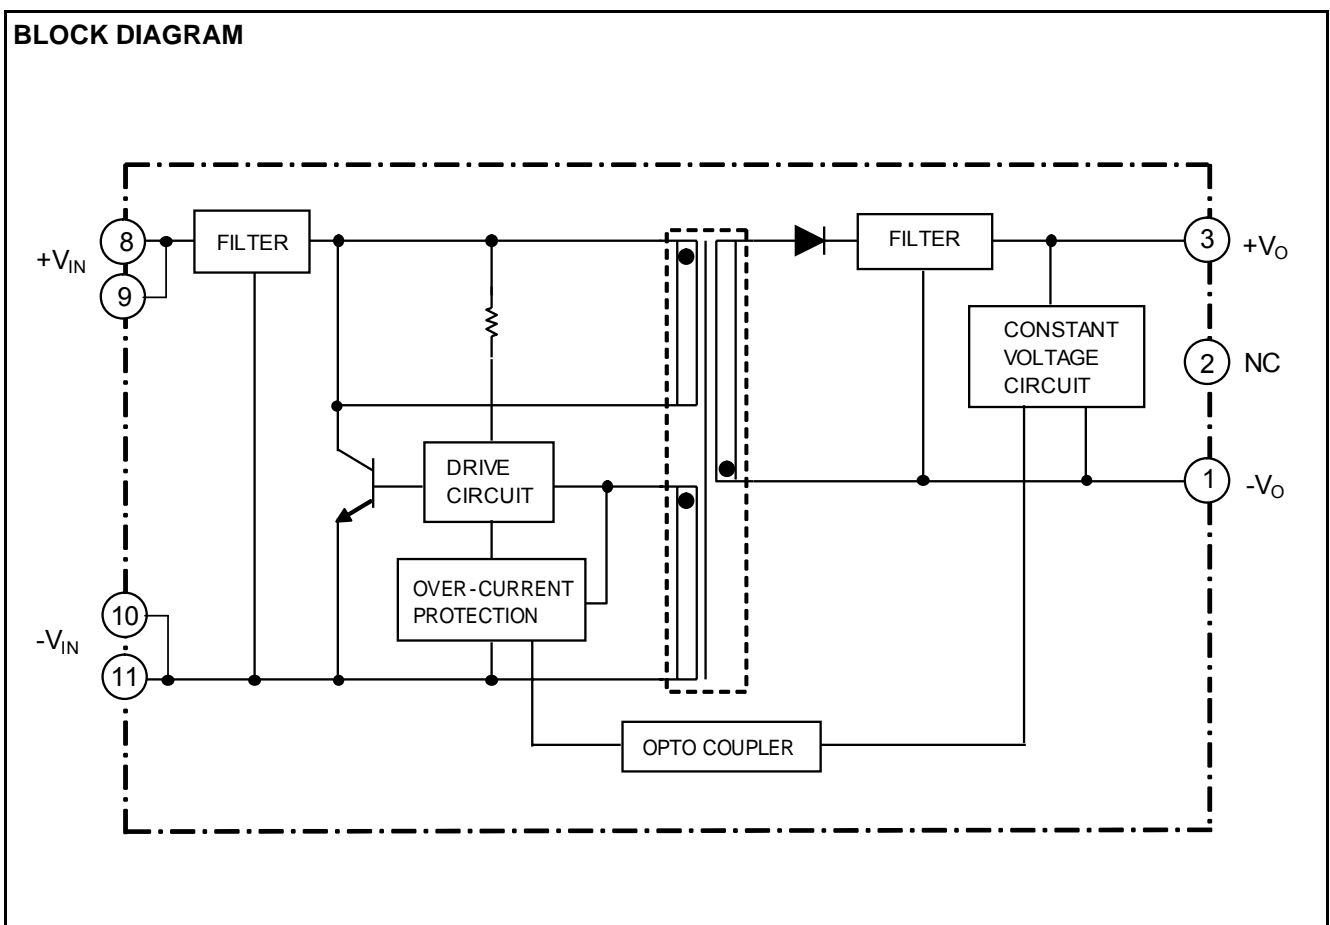 BLOCK DIAGRAM
8
+VIN
9
FILTER
FILTER
3
+VO
CONSTANT
VOLTAGE
CIRCUIT
2
NC
DRIVE
CIRCUIT
1
-VO
OVER-CURRENT
PROTECTION
10
-VIN
11
OPTO COUPLER